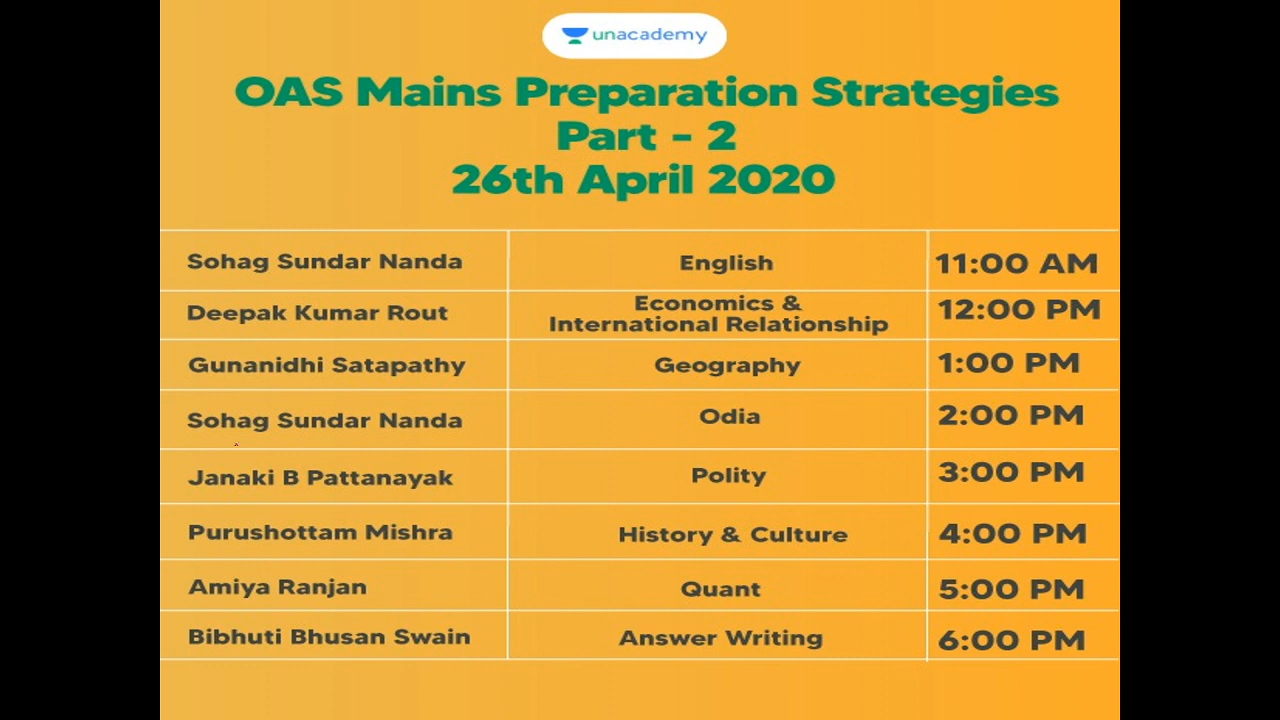 unacademy
OAS Mains Preparation Strategies
Part - 2
26th April 2020
Sohag Sundar Nanda English 11:00 AM
Deepak Kumar Rout Economics & International Relationship 12:00 PM
Gunanidhi Satapathy Geography 1:00 PM
Sohag Sundar Nanda Odia 2:00 PM
Janaki B Pattanayak Polity 3:00 PM
Purushottam Mishra History & Culture 4:00 PM
Amiya Ranjan Quant 5:00 PM
Bibhuti Bhusan Swain Answer Writing 6:00 PM